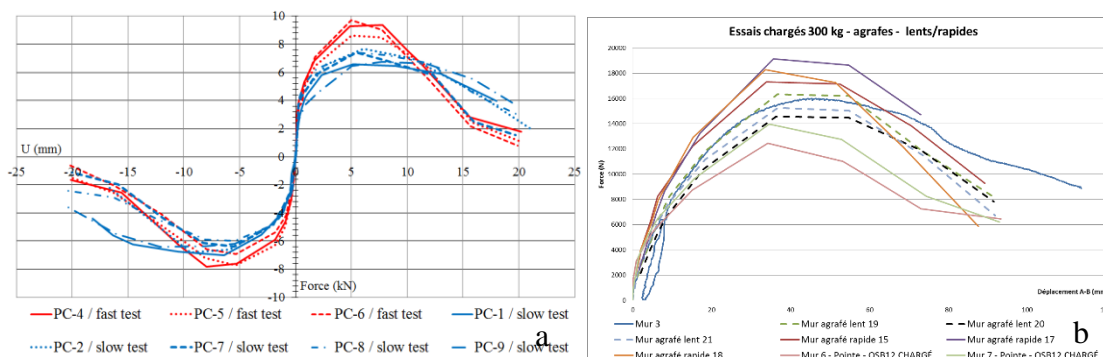 a
10
8
6
4
2
0
-2
-4
-6
-8
-10
U (mm)
-25 -20 -15 -10 -5 0 5 10 15 20 25
Force (kN)
PC-4 / fast test PC-5 / fast test PC-6 / fast test PC-1 / slow test
PC-2 / slow test PC-7 / slow test PC-8 / slow test PC-9 / slow test
a
Essais chargés 300 kg - agrafes - lents/rapides
20000
18000
16000
14000
12000
10000
8000
6000
4000
2000
0
Force (N)
0 20 40 60 80 100
Déplacement A-B (mm
Mur 3 Mur agrafé lent 19 Mur agrafé lent 20
Mur agrafé lent 21 Mur agrafé rapide 15 Mur agrafé rapide 17
Mur agrafé rapide 18 Mur 6 - Pointe - OSB12 CHARGÉ Mur 7 - Pointe - OSB12 CHARGÉ
b